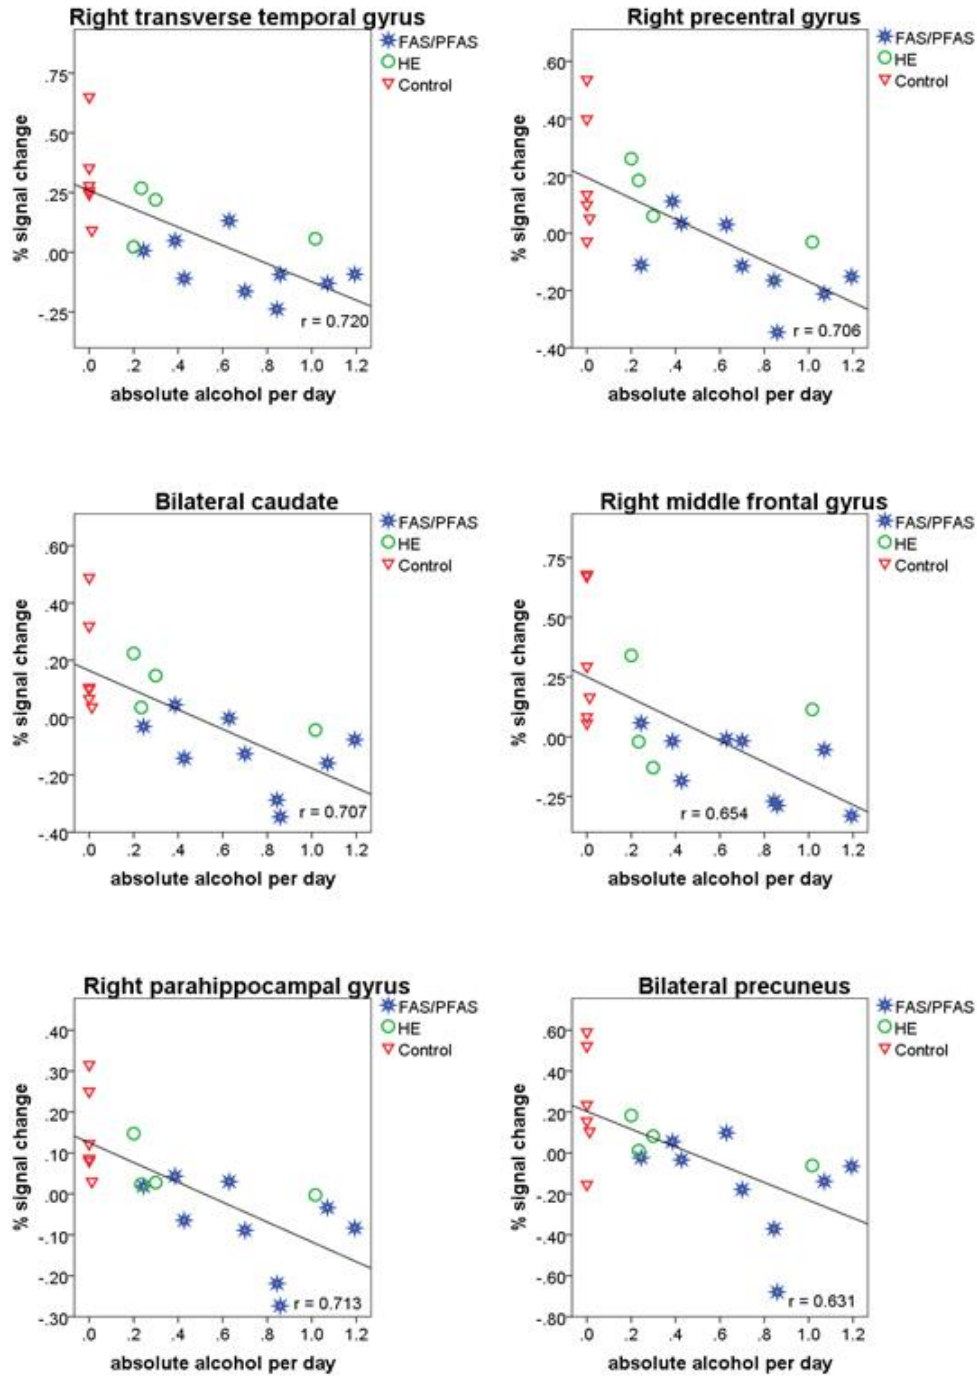 Right transverse temporal gyrus
FAS/PFAS
HE
Control
% signal change
.75
.50
.25
.00
-.25
r = 0.720
.0 .2 .4 .6 .8 1.0 1.2
absolute alcohol per day
Right precentral gyrus
FAS/PFAS
HE
Control
% signal change
.60
.40
.20
.00
-.20
-.40
r = 0.706
.0 .2 .4 .6 .8 1.0 1.2
absolute alcohol per day
Bilateral caudate
FAS/PFAS
HE
Control
% signal change
.60
.40
.20
.00
-.20
-.40
r = 0.707
.0 .2 .4 .6 .8 1.0 1.2
absolute alcohol per day
Right middle frontal gyrus
FAS/PFAS
HE
Control
% signal change
.75
.50
.25
.00
-.25
r = 0.654
.0 .2 .4 .6 .8 1.0 1.2
absolute alcohol per day
Right parahippocampal gyrus
FAS/PFAS
HE
Control
% signal change
.40
.30
.20
.10
.00
-.10
-.20
-.30
r = 0.713
.0 .2 .4 .6 .8 1.0 1.2
absolute alcohol per day
Bilateral precuneus
FAS/PFAS
HE
Control
% signal change
.60
.40
.20
.00
-.20
-.40
-.60
-.80
r = 0.631
.0 .2 .4 .6 .8 1.0 1.2
absolute alcohol per day